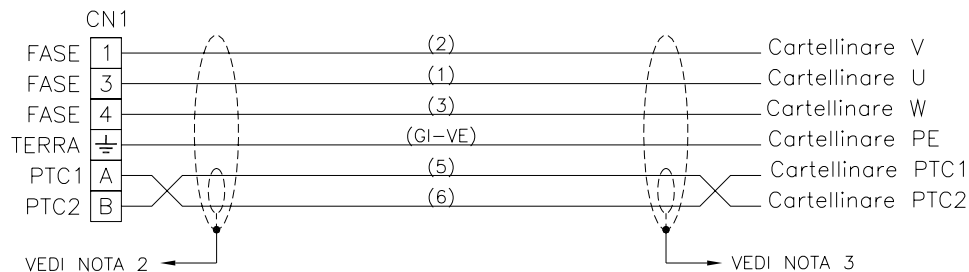 CN1
FASE 1 (2) Cartellinare V
FASE 3 (1) Cartellinare U
FASE 4 (3) Cartellinare W
TERRA (GI-VE) Cartellinare PE
PTC1 A (5) Cartellinare PTC1
PTC2 B (6) Cartellinare PTC2
VEDI NOTA 2 VEDI NOTA 3